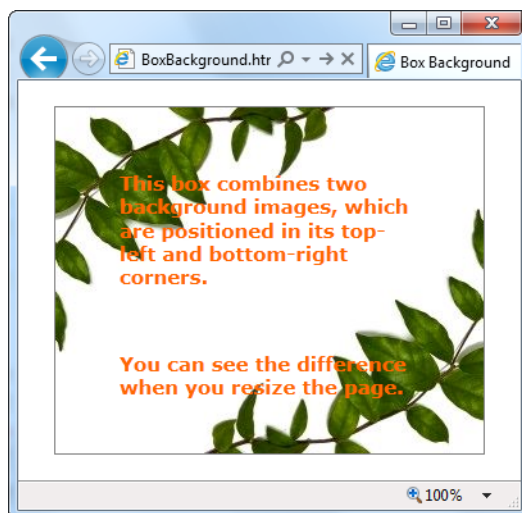 BoxBackground.htr
Box Background
This box combines two
background images, which
are positioned in its top-
left and bottom-right
corners.
You can see the difference
when you resize the page.
100%